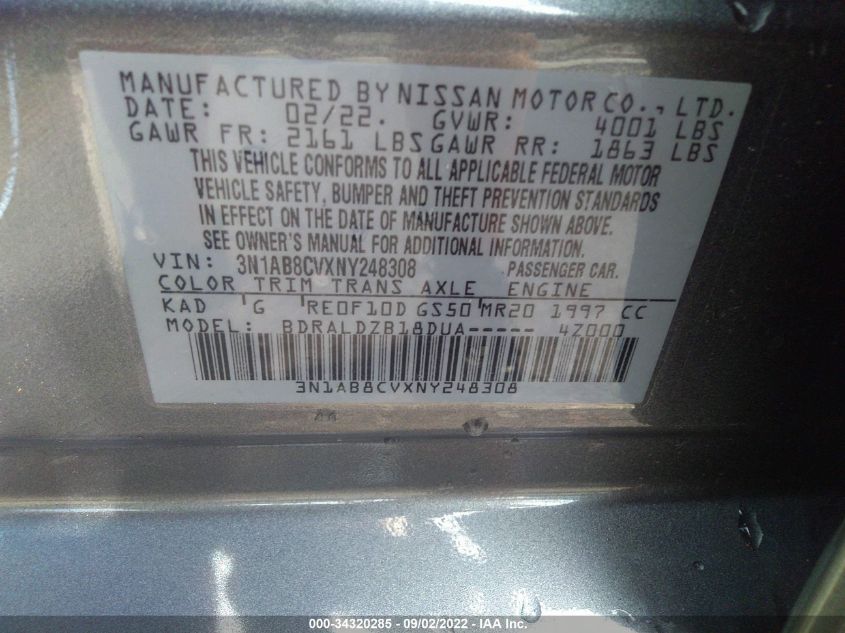 MANUFACTURED BY NISSAN MOTOR CO., LTD.
DATE: 02/22. GVWR: 4001 LBS
GAWR FR: 2161 LBS GAWR RR: 1863 LBS
THIS VEHICLE CONFORMS TO ALL APPLICABLE FEDERAL MOTOR
VEHICLE SAFETY, BUMPER AND THEFT PREVENTION STANDARDS
IN EFFECT ON THE DATE OF MANUFACTURE SHOWN ABOVE.
SEE OWNER'S MANUAL FOR ADDITIONAL INFORMATION.
VIN: 3N1AB8CVXNY248308 PASSENGER CAR.
COLOR TRIM TRANS AXLE ENGINE
KAD G RE0F10D GS50 MR20 1997 CC
MODEL: BDRALDZB18DUA----- 4Z000
3N1AB8CVXNY248308
000-34320285 - 09/02/2022 - IAA Inc.